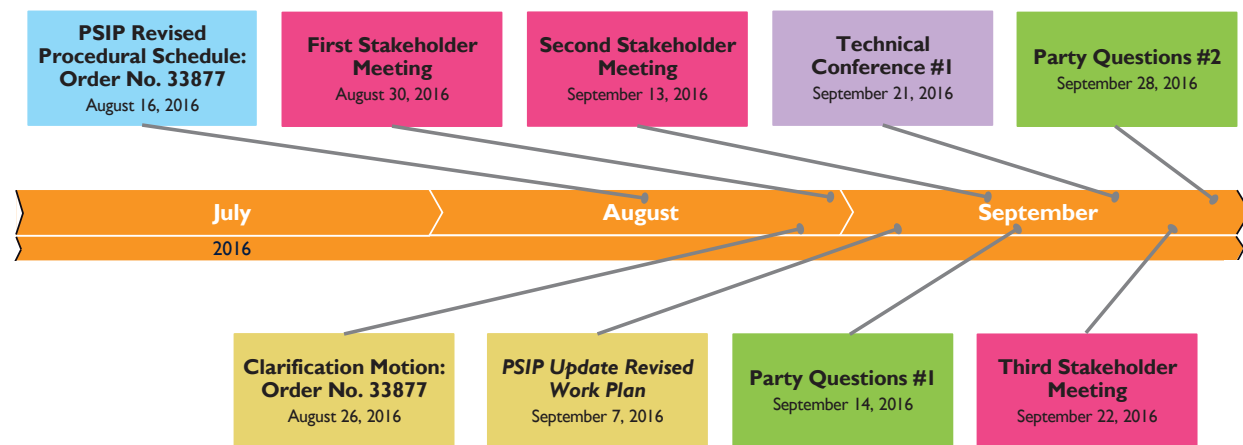 PSIP Revised
Procedural Schedule:
Order No. 33877
August 16, 2016
First Stakeholder
Meeting
August 30, 2016
Second Stakeholder
Meeting
September 13, 2016
Technical
Conference #1
September 21, 2016
Party Questions #2
September 28, 2016
July
August
September
2016
Clarification Motion:
Order No. 33877
August 26, 2016
PSIP Update Revised
Work Plan
September 7, 2016
Party Questions #1
September 14, 2016
Third Stakeholder
Meeting
September 22, 2016